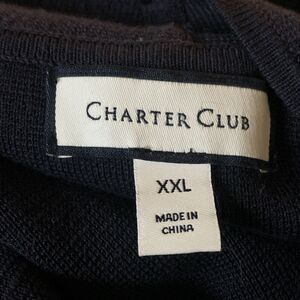 CHARTER CLUB
XXL
MADE IN
CHINA